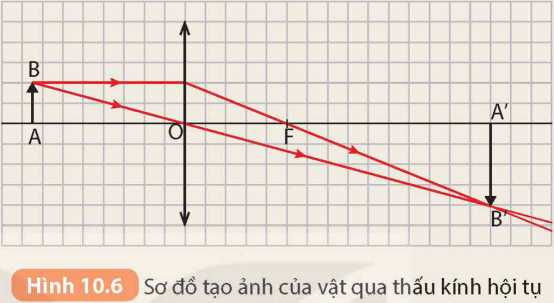 B
A'
A
O
F
B'
Hình 10.6 Sơ đồ tạo ảnh của vật qua thấu kính hội tụ